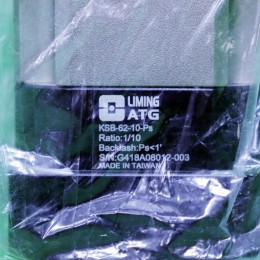 LIMING
ATG
KSB-62-10-Ps
Ratio:1/10
Backlash:Ps<1'
S/N:G418A08012-003
MADE IN TAIWAN